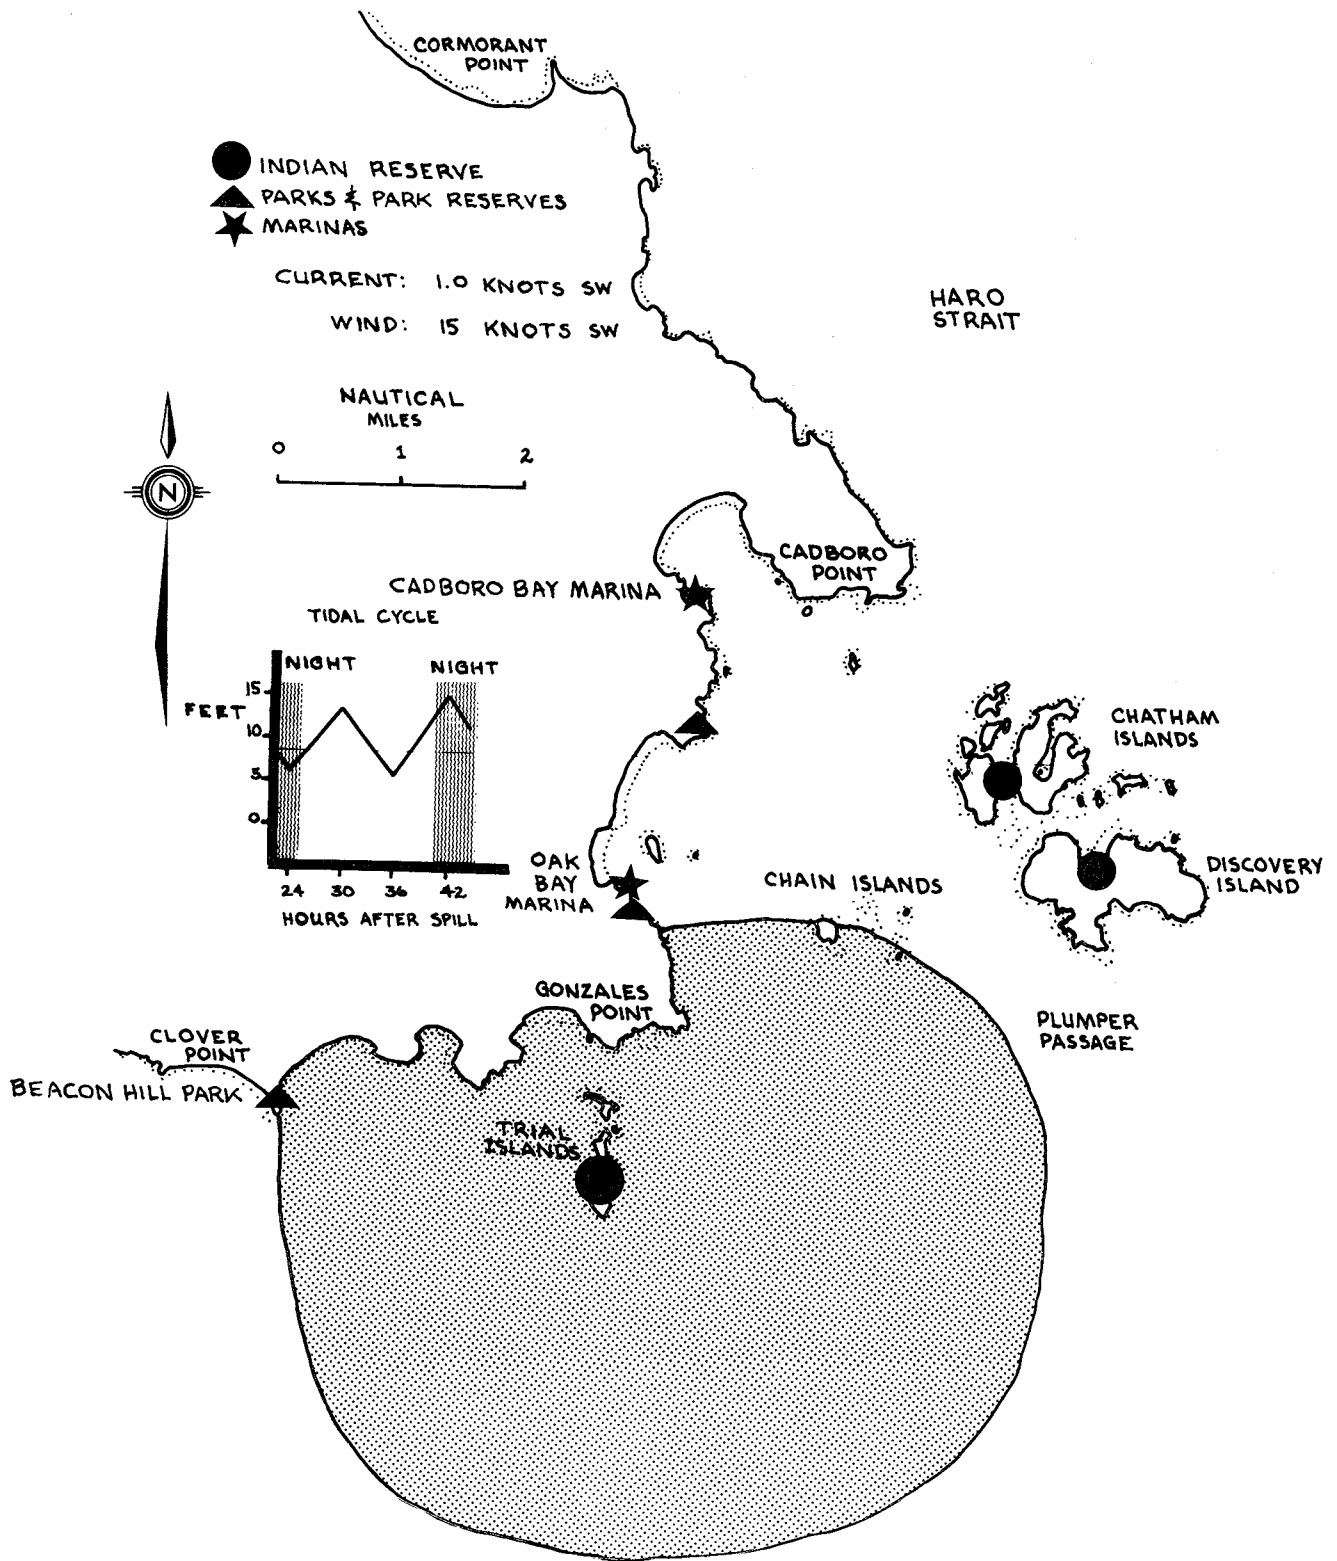 CORMORANT
POINT
INDIAN RESERVE
PARKS & PARK RESERVES
MARINAS
CURRENT: 1.0 KNOTS SW
WIND: 15 KNOTS SW
HARO
STRAIT
NAUTICAL
MILES
0 1 2
N
CADBORO
POINT
CADBORO BAY MARINA
TIDAL CYCLE
NIGHT NIGHT
FEET
15
10
5
0
24 30 36 42
HOURS AFTER SPILL
CHATHAM
ISLANDS
OAK
BAY
MARINA
CHAIN ISLANDS
DISCOVERY
ISLAND
GONZALES
POINT
PLUMPER
PASSAGE
CLOVER
POINT
BEACON HILL PARK
TRIAL
ISLANDS